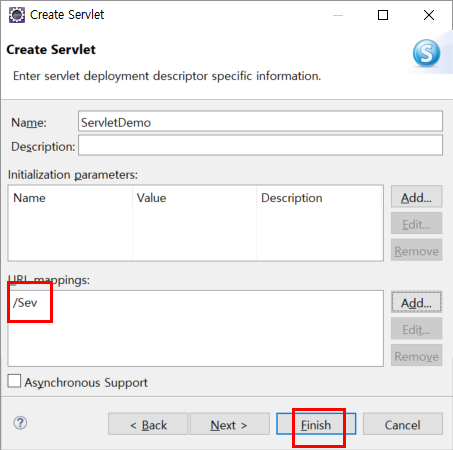 Create Servlet
Create Servlet
Enter servlet deployment descriptor specific information.
Name: ServletDemo
Description:
Initialization parameters:
Name Value Description
Add...
Edit...
Remove
URL mappings:
/Sev
Add...
Edit...
Remove
Asynchronous Support
? < Back Next > Finish Cancel